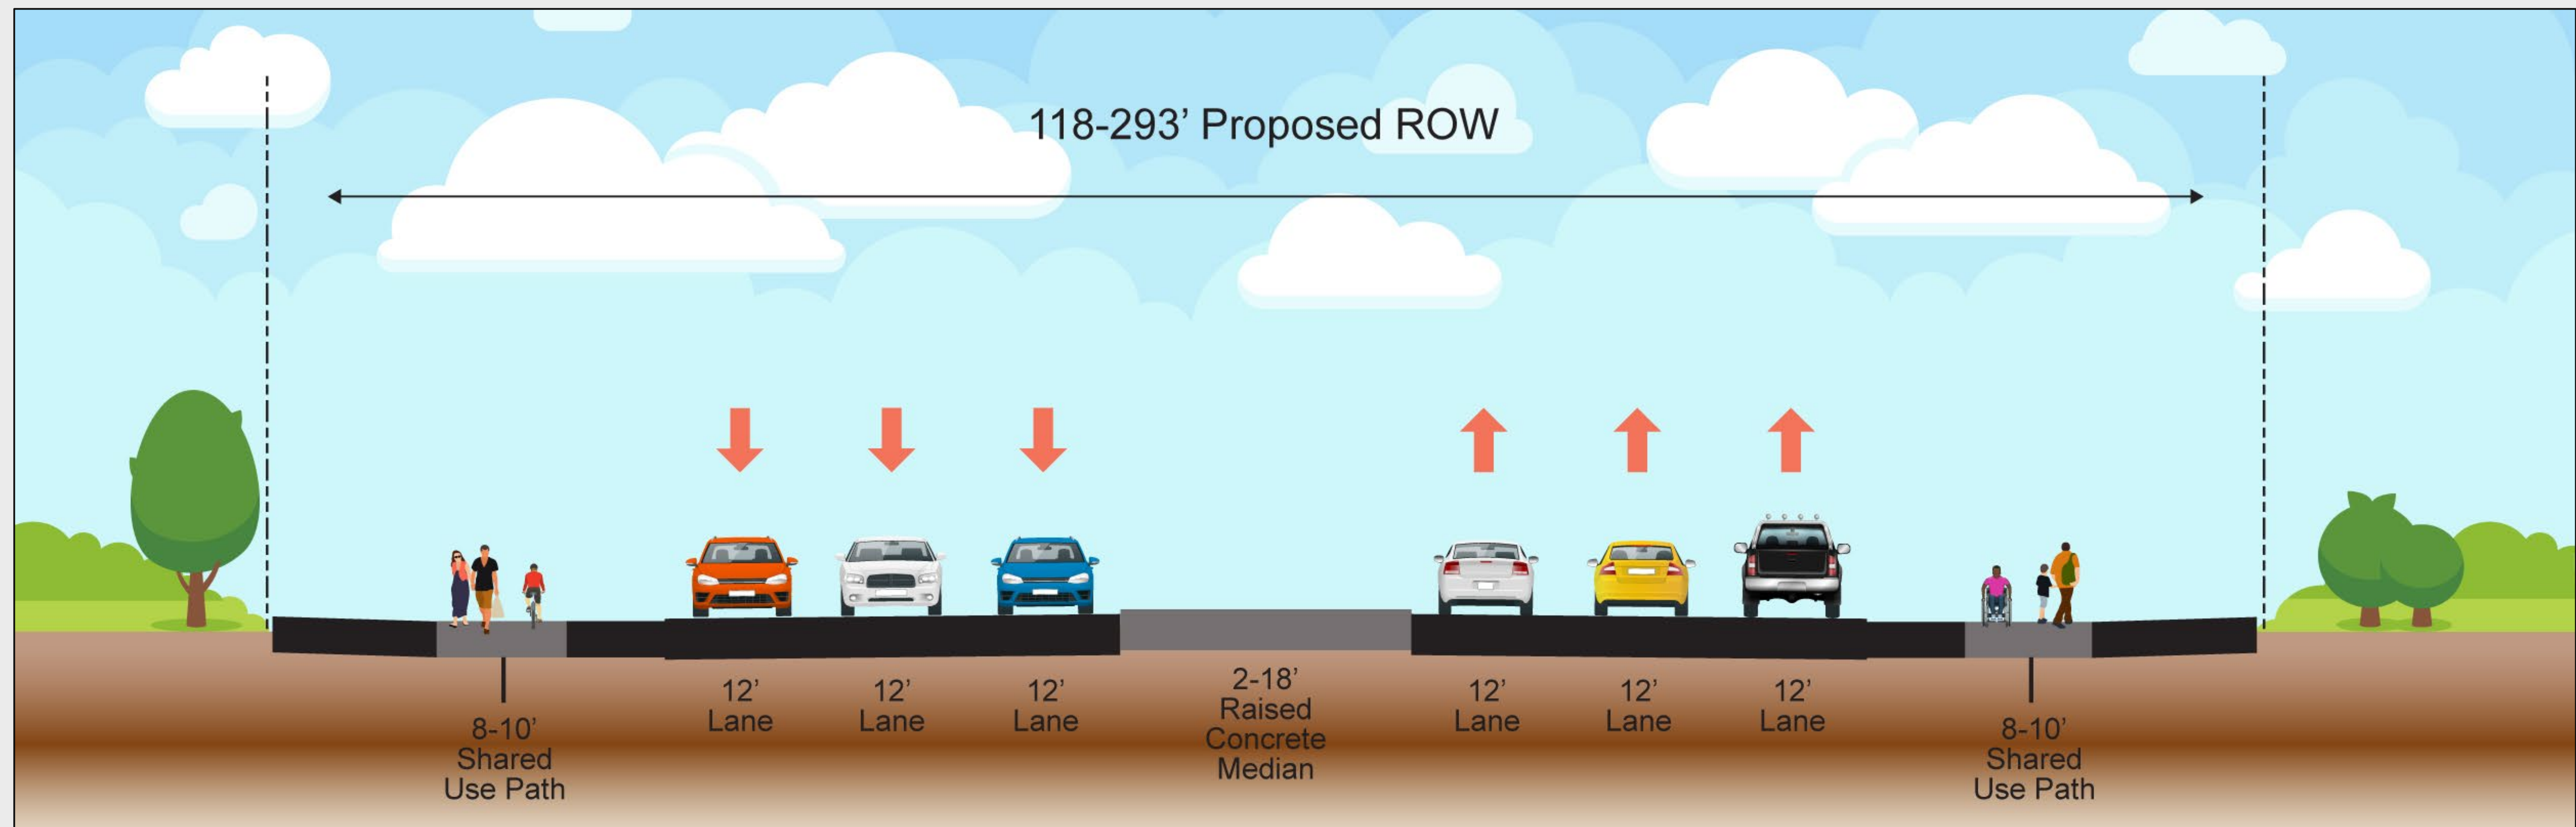 118-293’ Proposed ROW
12’
Lane
12’
Lane
12’
Lane
2-18’
Raised
Concrete
Median
12’
Lane
12’
Lane
12’
Lane
8-10’
Shared
Use Path
8-10’
Shared
Use Path